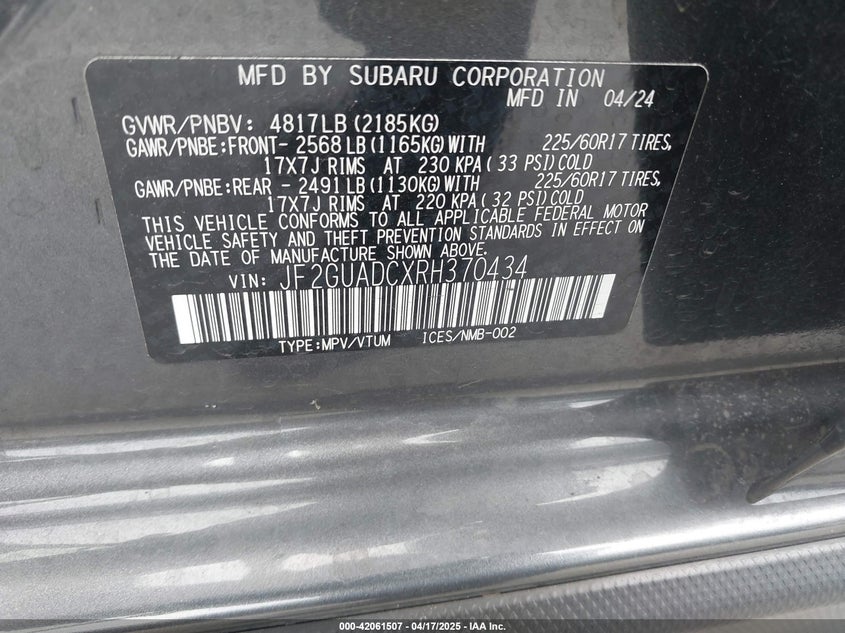 MFD BY SUBARU CORPORATION
MFD IN 04/24
GVWR/PNBV: 4817LB (2185KG)
GAWR/PNBE:FRONT- 2568 LB (1165KG) WITH 225/60R17 TIRES,
17X7J RIMS AT 230 KPA ( 33 PSI) COLD
GAWR/PNBE:REAR - 2491 LB (1130KG) WITH 225/60R17 TIRES,
17X7J RIMS AT 220 KPA ( 32 PSI) COLD
THIS VEHICLE CONFORMS TO ALL APPLICABLE FEDERAL MOTOR
VEHICLE SAFETY AND THEFT PREVENTION STANDARDS IN EFFECT ON
THE DATE OF MANUFACTURE SHOWN ABOVE.
VIN: JF2GUADCXRH370434
TYPE:MPV/VTUM ICES/NMB-002
000-42061507 - 04/17/2025 - IAA Inc.